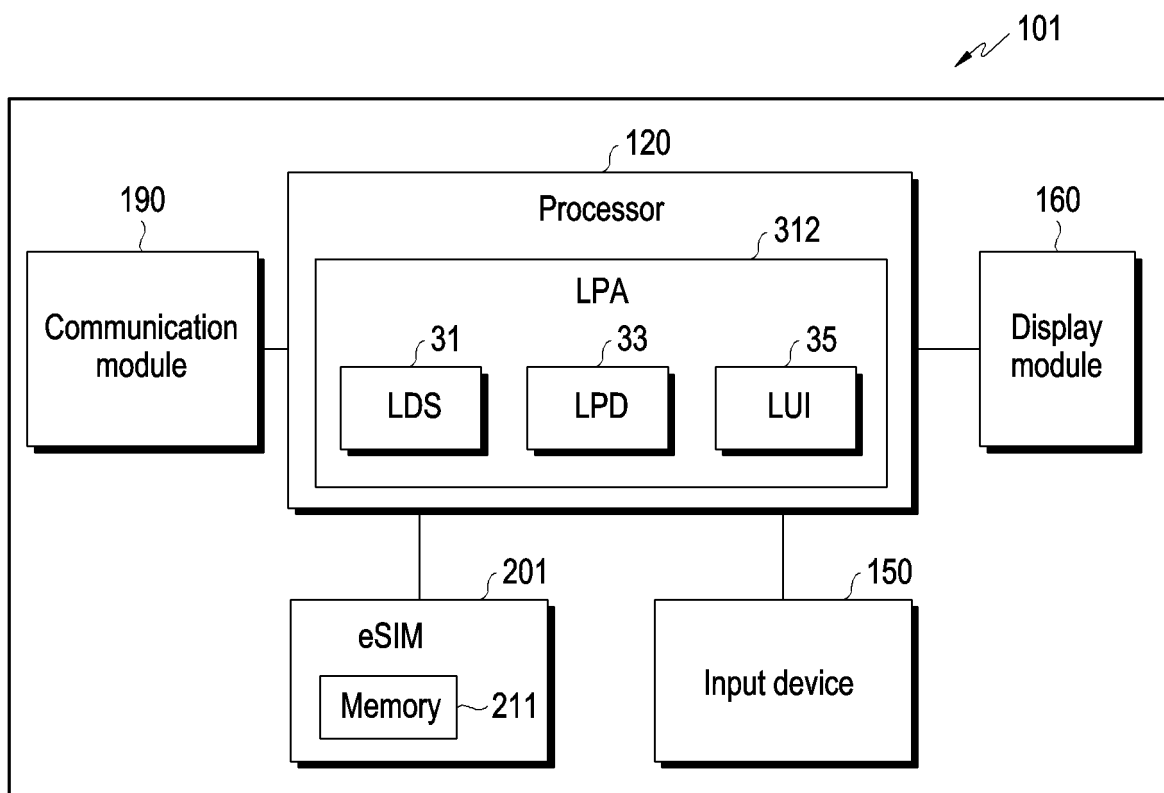 101
120
190
Processor
160
312
LPA
Communication
module
Display
module
31
33
35
LDS
LPD
LUI
201
150
eSIM
Input device
Memory
211